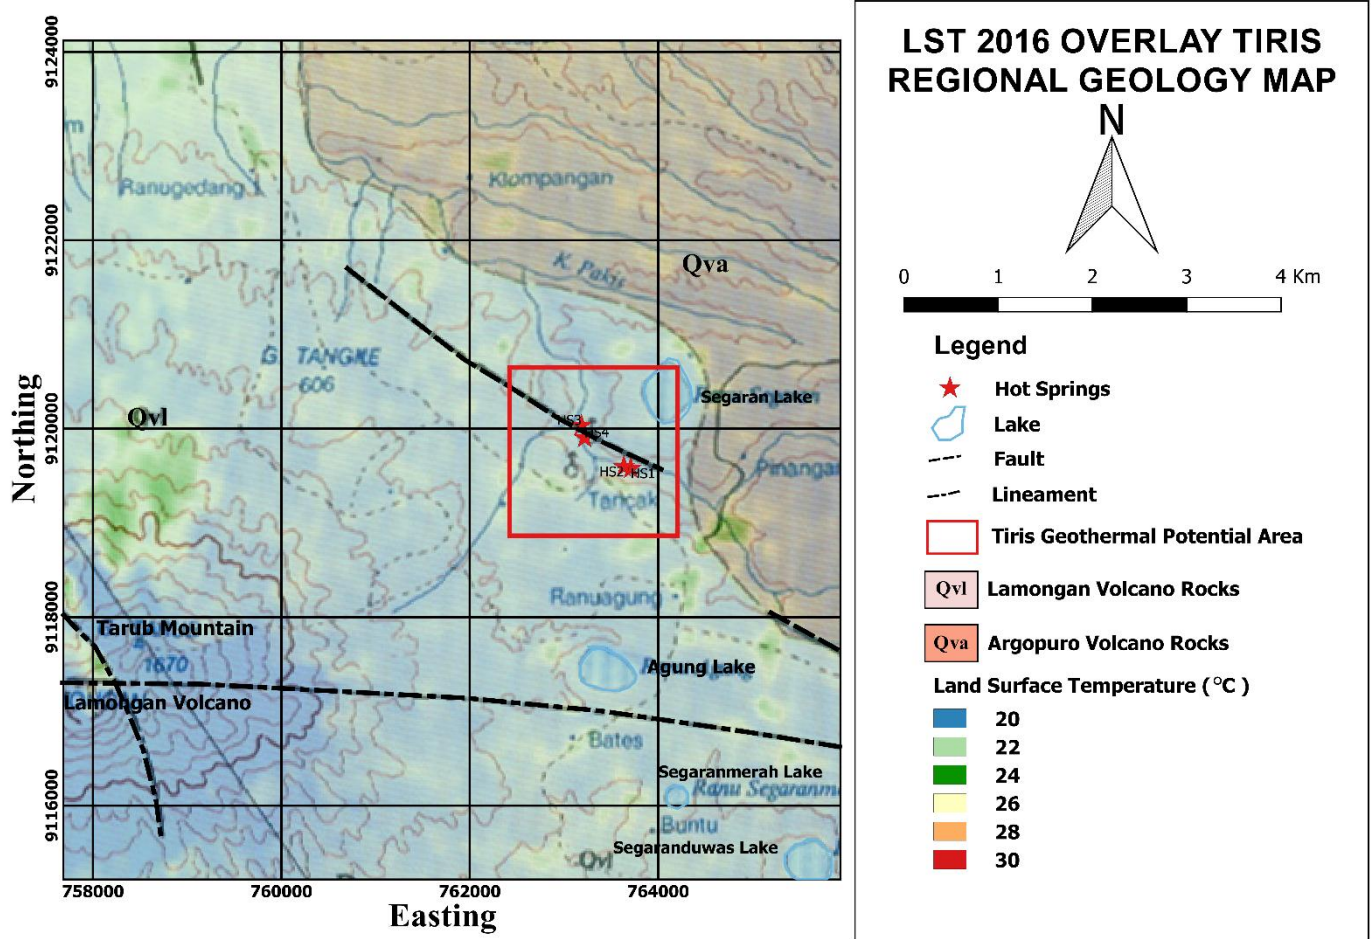 LST 2016 OVERLAY TIRIS
REGIONAL GEOLOGY MAP
N
0 1 2 3 4 Km
Legend
Hot Springs
Lake
Fault
Lineament
Tiris Geothermal Potential Area
Qvl Lamongan Volcano Rocks
Qva Argopuro Volcano Rocks
Land Surface Temperature (°C)
20
22
24
26
28
30
Northing
9124000
9122000
9120000
9118000
9116000
758000 760000 762000 764000
Easting
m
Ranugedang
Klompangan
Qva
K. Pakis
G. TANGKE
606
Qvl
Segaran Lake
HS3
HS4
HS2 HS1
Pinangan
Tancak
Ranuagung
Tarub Mountain
1670
Agung Lake
Lamongan Volcano
Bates
Segaranmerah Lake
Ranu Segaranm
Buntu
Segaranduwas Lake
Qvl